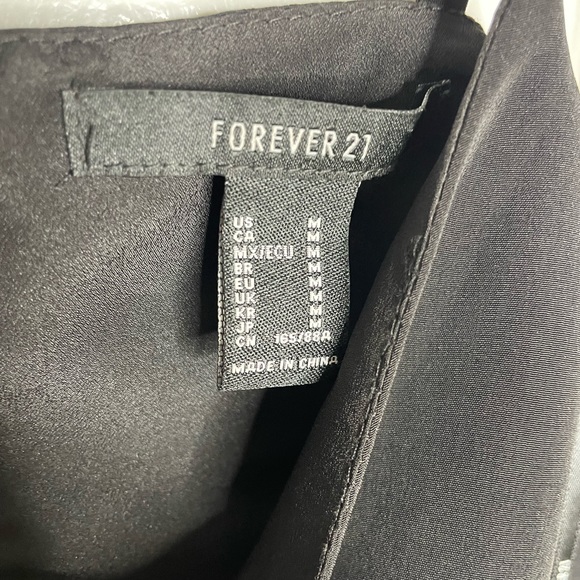 FOREVER 21
US M
CA M
MX/ECU M
BR M
EU M
UK M
KR M
JP M
CN 165/88A
MADE IN CHINA